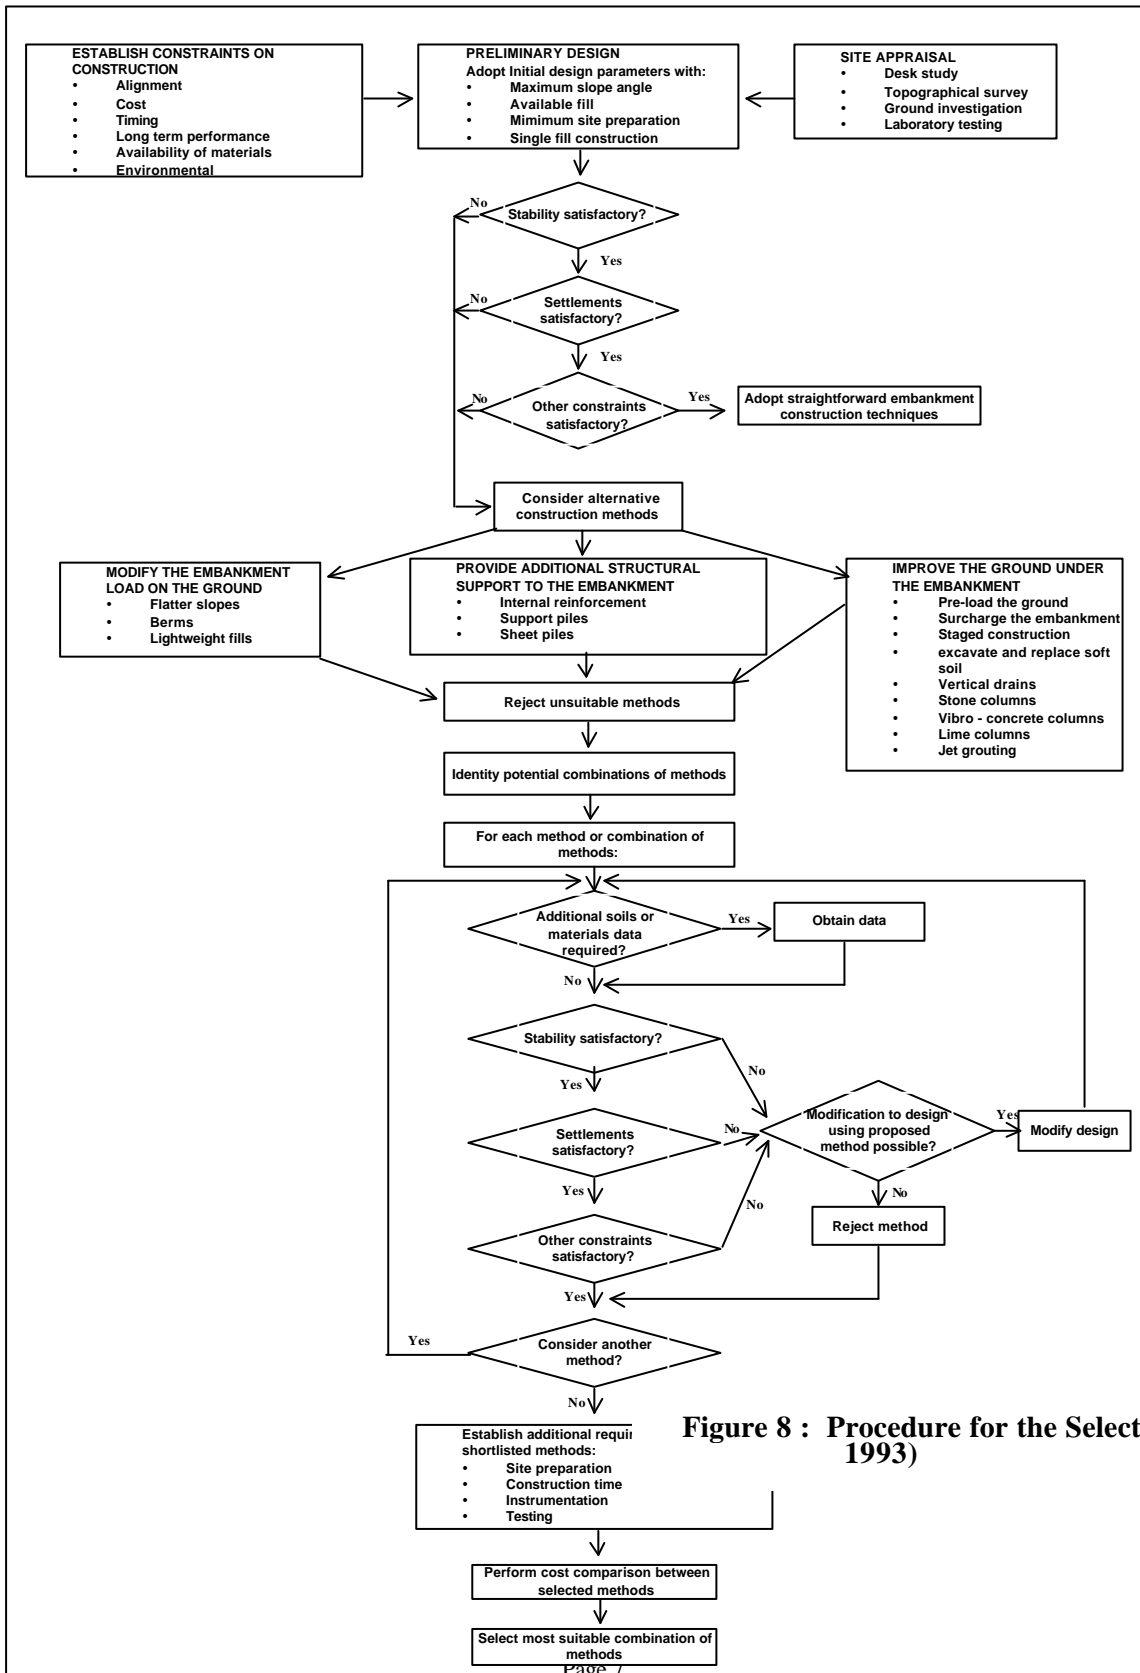 ESTABLISH CONSTRAINTS ON
CONSTRUCTION
• Alignment
• Cost
• Timing
• Long term performance
• Availability of materials
• Environmental
PRELIMINARY DESIGN
Adopt Initial design parameters with:
• Maximum slope angle
• Available fill
• Mimimum site preparation
• Single fill construction
SITE APPRAISAL
• Desk study
• Topographical survey
• Ground investigation
• Laboratory testing
No
Stability satisfactory?
Yes
No
Settlements
satisfactory?
Yes
No
Other constraints
satisfactory?
Yes
Adopt straightforward embankment
construction techniques
Consider alternative
construction methods
MODIFY THE EMBANKMENT
LOAD ON THE GROUND
• Flatter slopes
• Berms
• Lightweight fills
PROVIDE ADDITIONAL STRUCTURAL
SUPPORT TO THE EMBANKMENT
• Internal reinforcement
• Support piles
• Sheet piles
IMPROVE THE GROUND UNDER
THE EMBANKMENT
• Pre-load the ground
• Surcharge the embankment
• Staged construction
• excavate and replace soft
soil
• Vertical drains
• Stone columns
• Vibro - concrete columns
• Lime columns
• Jet grouting
Reject unsuitable methods
Identity potential combinations of methods
For each method or combination of
methods:
Additional soils or
materials data
required?
Yes
Obtain data
No
Stability satisfactory?
No
Yes
Settlements
satisfactory?
No
Modification to design
using proposed
method possible?
Yes
Modify design
Yes
No
No
Reject method
Other constraints
satisfactory?
Yes
Yes
Consider another
method?
No
Establish additional requi
shortlisted methods:
• Site preparation
• Construction time
• Instrumentation
• Testing
Figure 8 : Procedure for the Select
1993)
Perform cost comparison between
selected methods
Select most suitable combination of
methods
Page 7